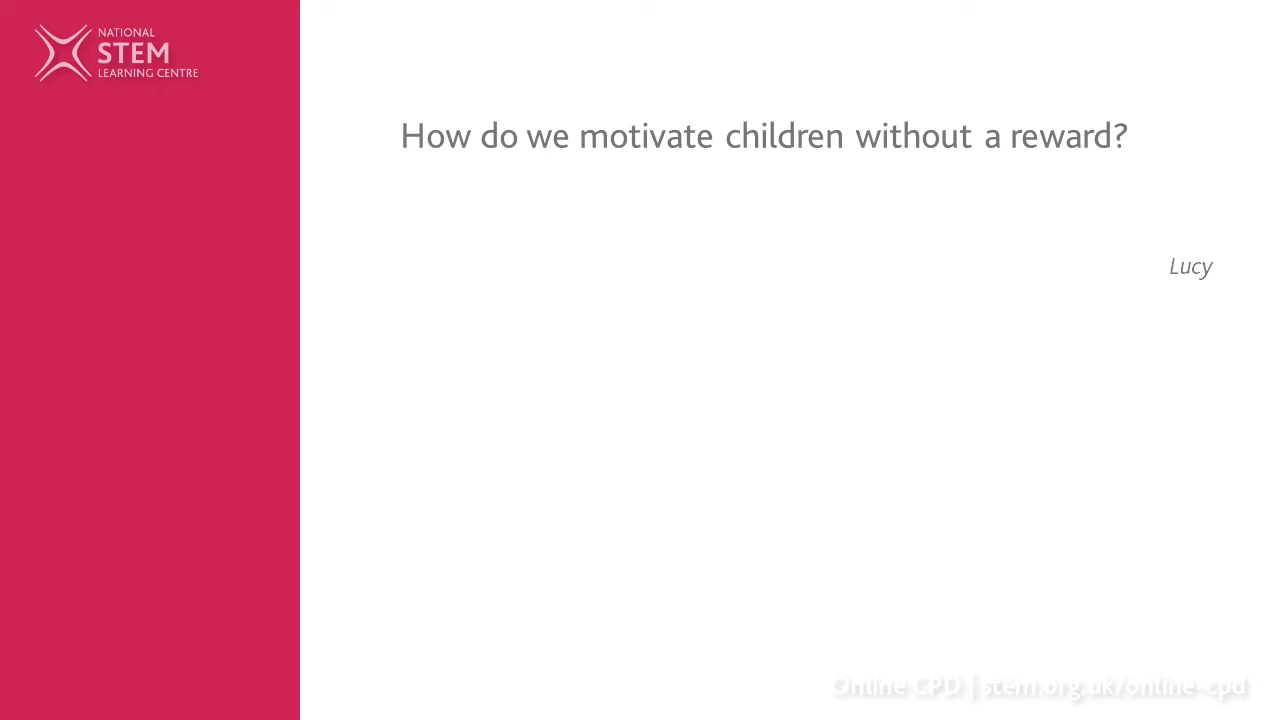 NATIONAL
STEM
LEARNING CENTRE
How do we motivate children without a reward?
Lucy
Online CPD | stem.org.uk/online-cpd